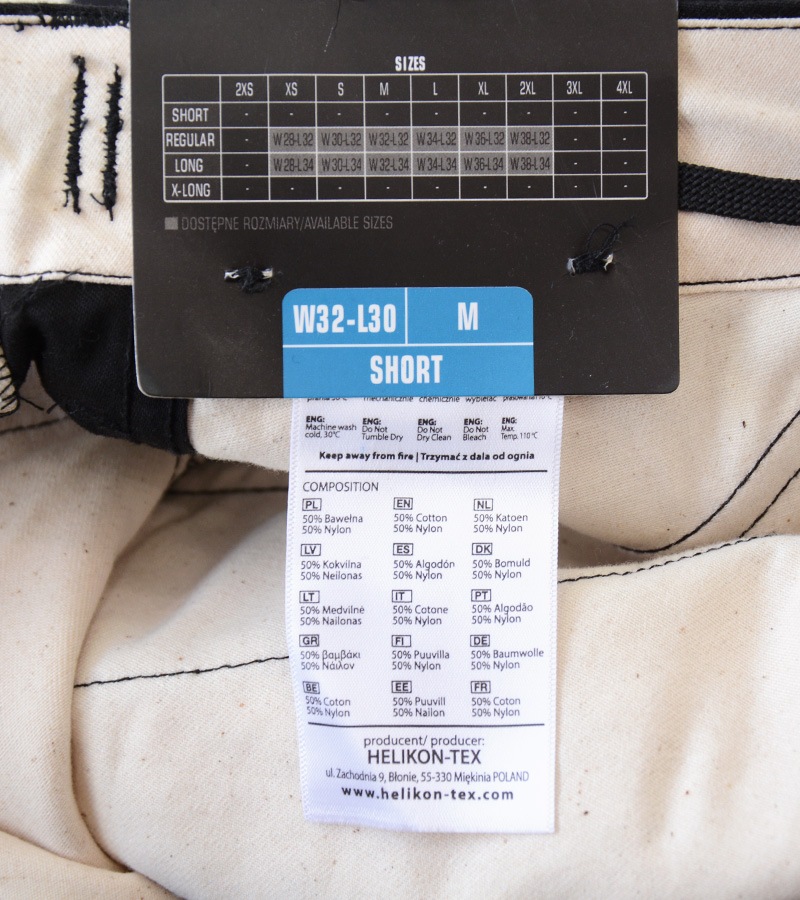 SIZES
2XS XS S M L XL 2XL 3XL 4XL
SHORT - - - - - - - - -
REGULAR - W28-L32 W30-L32 W32-L32 W34-L32 W36-L32 W38-L32 - -
LONG - W28-L34 W30-L34 W32-L34 W34-L34 W36-L34 W38-L34 - -
X-LONG - - - - - - - - -
DOSTĘPNE ROZMIARY/AVAILABLE SIZES
W32-L30 M
SHORT
mechanicznie chemicznie wybielać
ENG: ENG: ENG: ENG: ENG:
Machine wash Do Not Do Not Do Not Max.
cold, 30°C Tumble Dry Dry Clean Bleach Temp. 110°C
Keep away from fire | Trzymać z dala od ognia
COMPOSITION
PL EN NL
50% Bawełna 50% Cotton 50% Katoen
50% Nylon 50% Nylon 50% Nylon
LV ES DK
50% Kokvilna 50% Algodón 50% Bomuld
50% Neilonas 50% Nylon 50% Nylon
LT IT PT
50% Medvilnė 50% Cotone 50% Algodão
50% Nailonas 50% Nylon 50% Nylon
GR FI DE
50% βαμβάκι 50% Puuvilla 50% Baumwolle
50% Νάιλον 50% Nylon 50% Nylon
BE EE FR
50% Coton 50% Puuvill 50% Coton
50% Nylon 50% Nailon 50% Nylon
producent/ producer:
HELIKON-TEX
ul. Zachodnia 9, Błonie, 55-330 Miękinia POLAND
www.helikon-tex.com